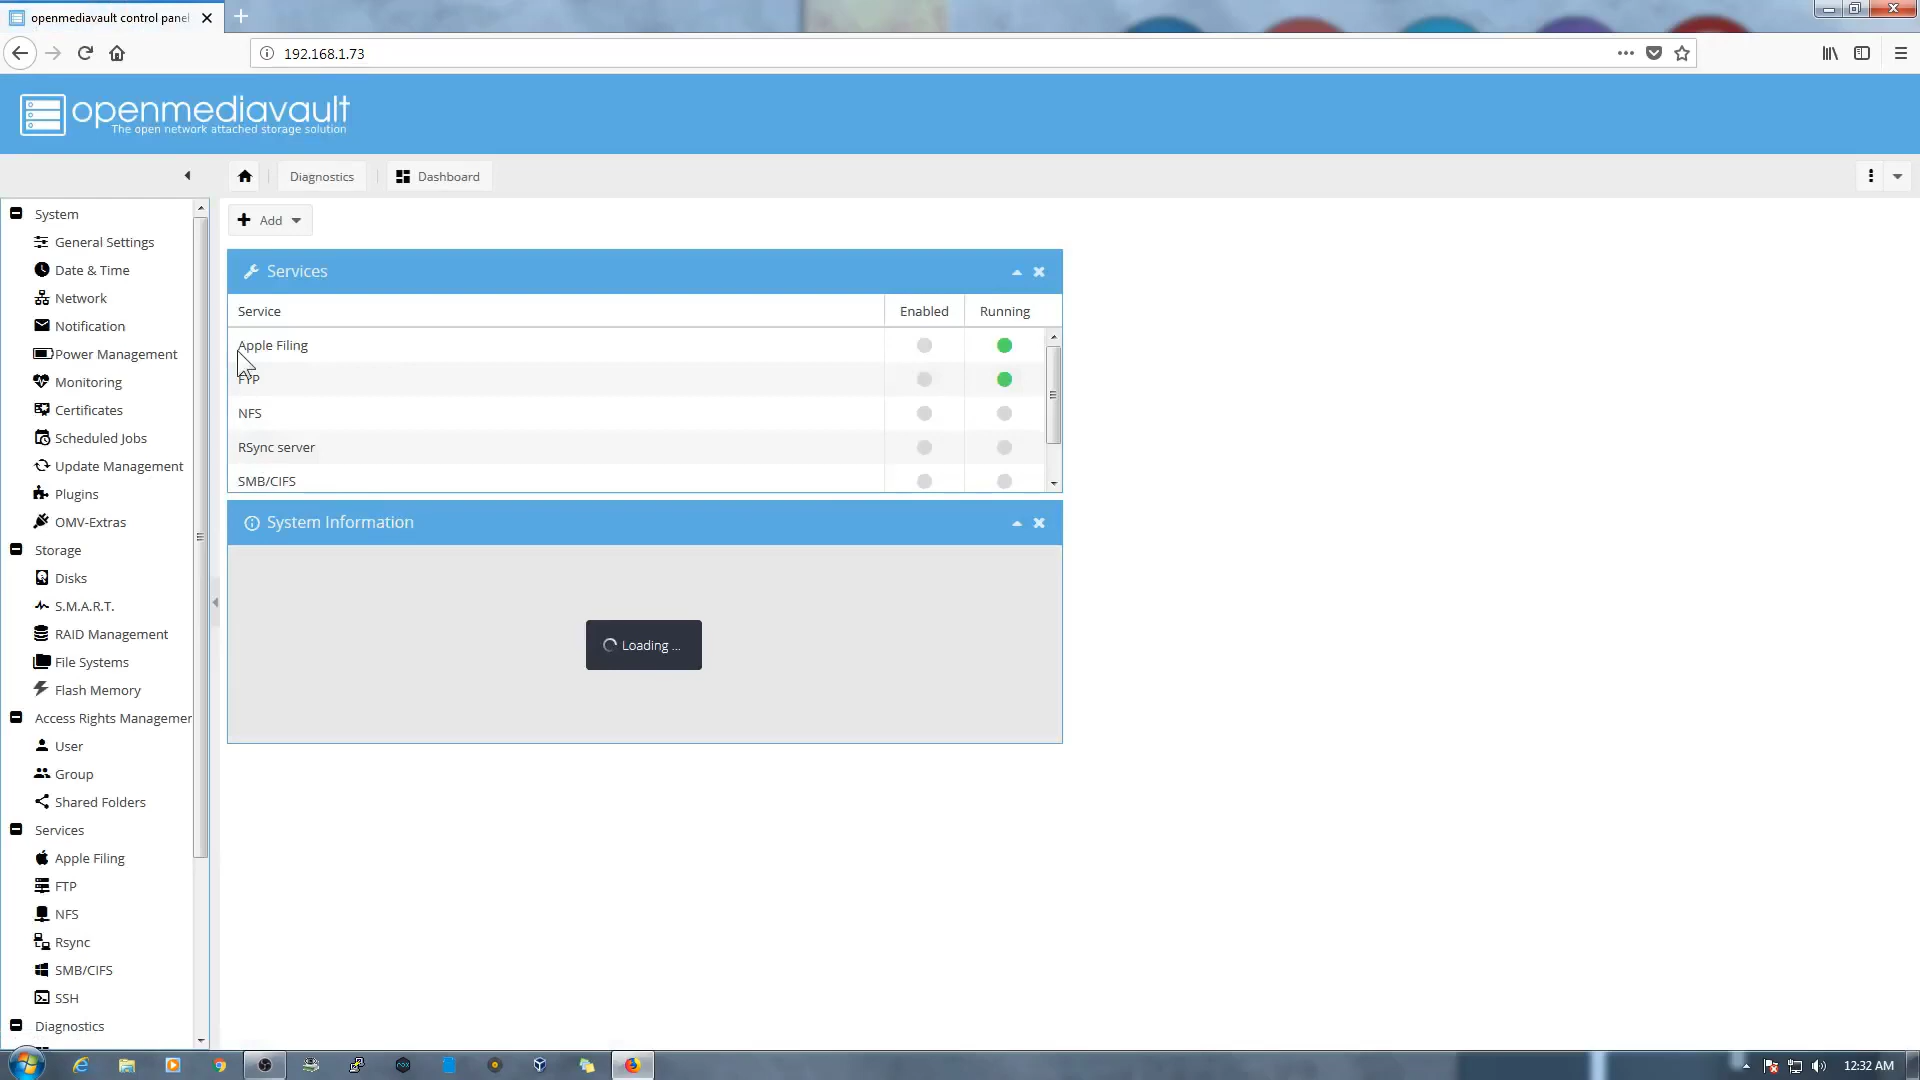 openmediavault control panel
192.168.1.73
openmediavault
The open network attached storage solution
Diagnostics
Dashboard
System
General Settings
Date & Time
Network
Notification
Power Management
Monitoring
Certificates
Scheduled Jobs
Update Management
Plugins
OMV-Extras
Storage
Disks
S.M.A.R.T.
RAID Management
File Systems
Flash Memory
Access Rights Managemen
User
Group
Shared Folders
Services
Apple Filing
FTP
NFS
Rsync
SMB/CIFS
SSH
Diagnostics
Add
Services
Service Enabled Running
Apple Filing
FTP
NFS
RSync server
SMB/CIFS
System Information
Loading ...
12:32 AM